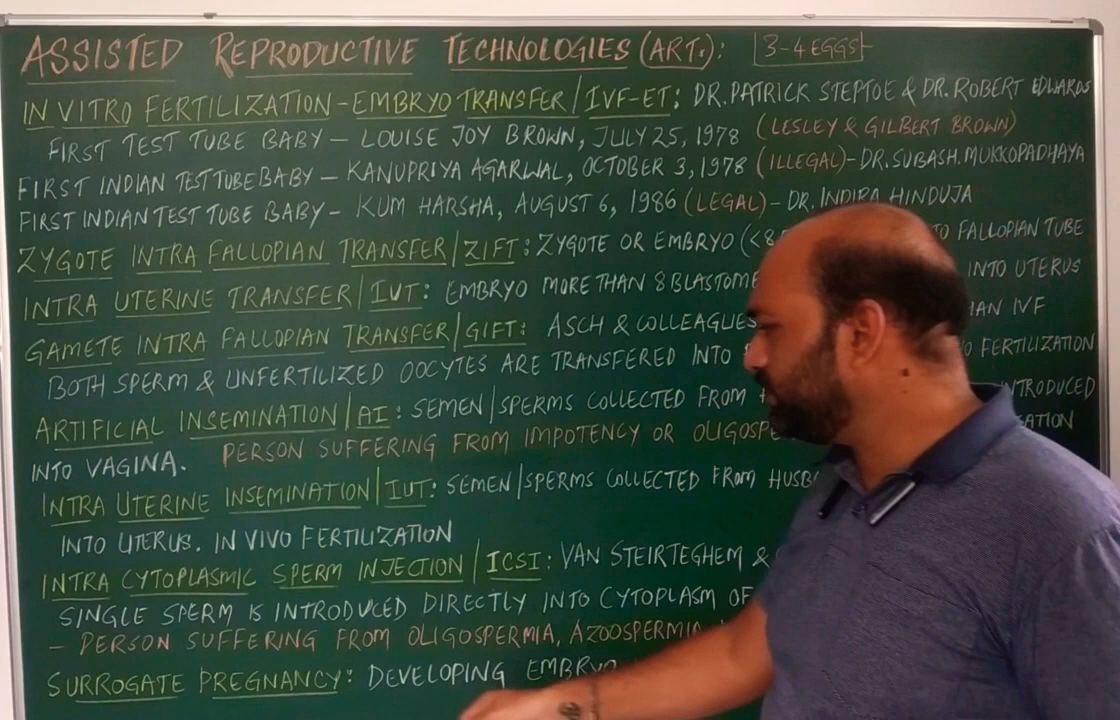 ASSISTED REPRODUCTIVE TECHNOLOGIES (ARTs): 3-4 EGGS
IN VITRO FERTILIZATION-EMBRYO TRANSFER/IVF-ET: DR. PATRICK STEPTOE & DR. ROBERT EDWARDS
FIRST TEST TUBE BABY – LOUISE JOY BROWN, JULY 25, 1978 (LESLEY & GILBERT BROWN)
FIRST INDIAN TEST TUBE BABY – KANUPRIYA AGARWAL, OCTOBER 3, 1978 (ILLEGAL)-DR. SUBASH. MUKKOPADHAYA
FIRST INDIAN TEST TUBE BABY – KUM HARSHA, AUGUST 6, 1986 (LEGAL)- DR. INDIRA HINDUJA
ZYGOTE INTRA FALLOPIAN TRANSFER/ZIFT: ZYGOTE OR EMBRYO (<8 TO FALLOPIAN TUBE
INTRA UTERINE TRANSFER/IUT: EMBRYO MORE THAN 8 BLASTOME INTO UTERUS
GAMETE INTRA FALLOPIAN TRANSFER/GIFT: ASCH & COLLEAGUES HAN IVF
BOTH SPERM & UNFERTILIZED OOCYTES ARE TRANSFERED INTO O FERTILIZATION
ARTIFICIAL INSEMINATION/AI: SEMEN/SPERMS COLLECTED FROM NTRODUCED
INTO VAGINA. PERSON SUFFERING FROM IMPOTENCY OR OLIGOSPE ATION
INTRA UTERINE INSEMINATION/IUT: SEMEN/SPERMS COLLECTED FROM HUSB
INTO UTERUS. IN VIVO FERTILIZATION
INTRA CYTOPLASMIC SPERM INJECTION/ICSI: VAN STEIRTEGHEM &
SINGLE SPERM IS INTRODUCED DIRECTLY INTO CYTOPLASM OF
– PERSON SUFFERING FROM OLIGOSPERMIA, AZOOSPERMIA
SURROGATE PREGNANCY: DEVELOPING EMBRYO